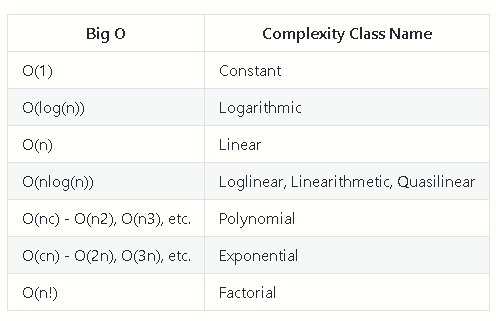 Big O Complexity Class Name
O(1) Constant
O(log(n)) Logarithmic
O(n) Linear
O(nlog(n)) Loglinear, Linearithmetic, Quasilinear
O(nc) - O(n2), O(n3), etc. Polynomial
O(cn) - O(2n), O(3n), etc. Exponential
O(n!) Factorial